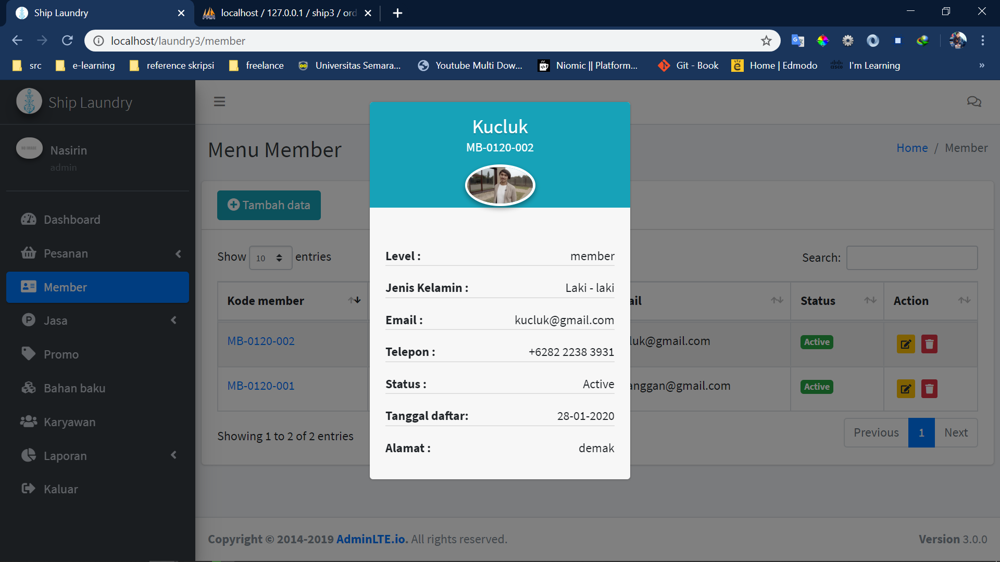 Ship Laundry
localhost / 127.0.0.1 / ship3 / ord
localhost/laundry3/member
src
e-learning
reference skripsi
freelance
Universitas Semara...
Youtube Multi Dow...
Niomic || Platform...
Git - Book
Home | Edmodo
I'm Learning
»
Ship Laundry
Nasirin
admin
Dashboard
Pesanan
Member
Jasa
Promo
Bahan baku
Karyawan
Laporan
Kaluar
Menu Member
Home / Member
Tambah data
Show 10 entries
Search:
Kode member
ail
Status
Action
MB-0120-002
luk@gmail.com
Active
MB-0120-001
anggan@gmail.com
Active
Showing 1 to 2 of 2 entries
Previous 1 Next
Kucluk
MB-0120-002
Level : member
Jenis Kelamin : Laki - laki
Email : kucluk@gmail.com
Telepon : +6282 2238 3931
Status : Active
Tanggal daftar: 28-01-2020
Alamat : demak
Copyright © 2014-2019 AdminLTE.io. All rights reserved.
Version 3.0.0